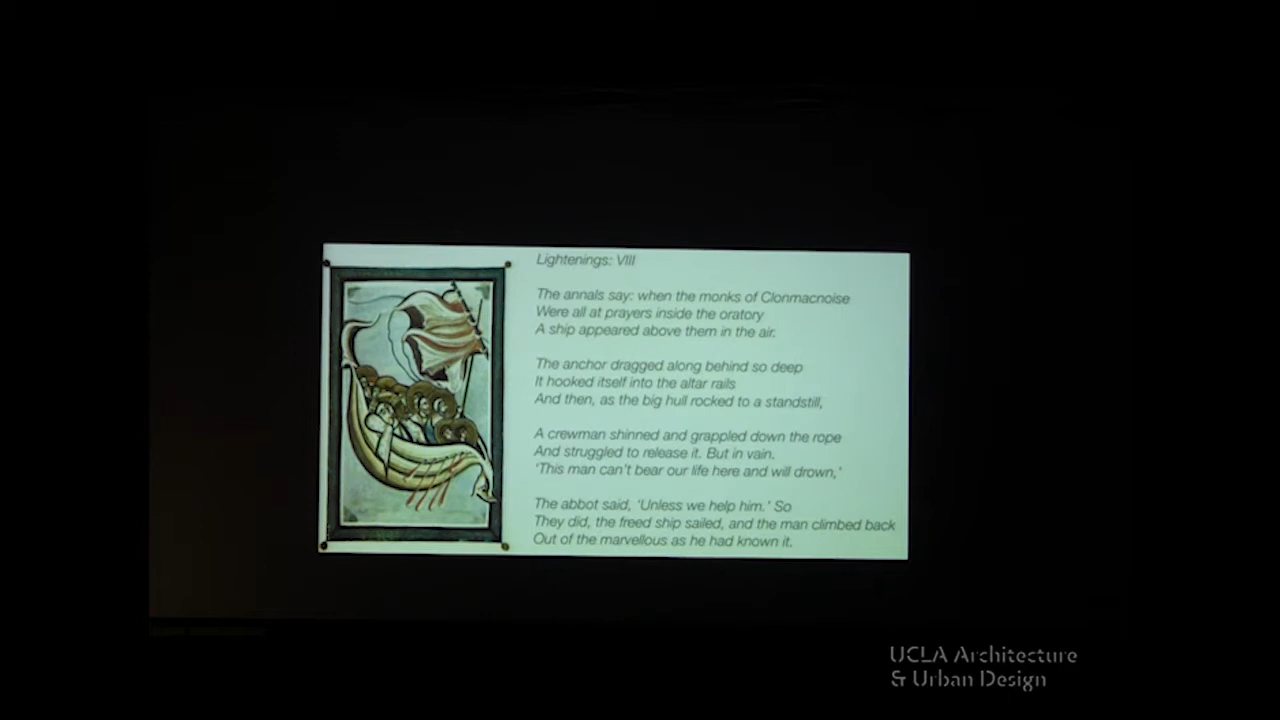 Lightenings: VIII
The annals say: when the monks of Clonmacnoise
Were all at prayers inside the oratory
A ship appeared above them in the air.
The anchor dragged along behind so deep
It hooked itself into the altar rails
And then, as the big hull rocked to a standstill,
A crewman shinned and grappled down the rope
And struggled to release it. But in vain.
'This man can't bear our life here and will drown,'
The abbot said, 'Unless we help him.' So
They did, the freed ship sailed, and the man climbed back
Out of the marvellous as he had known it.
UCLA Architecture
& Urban Design